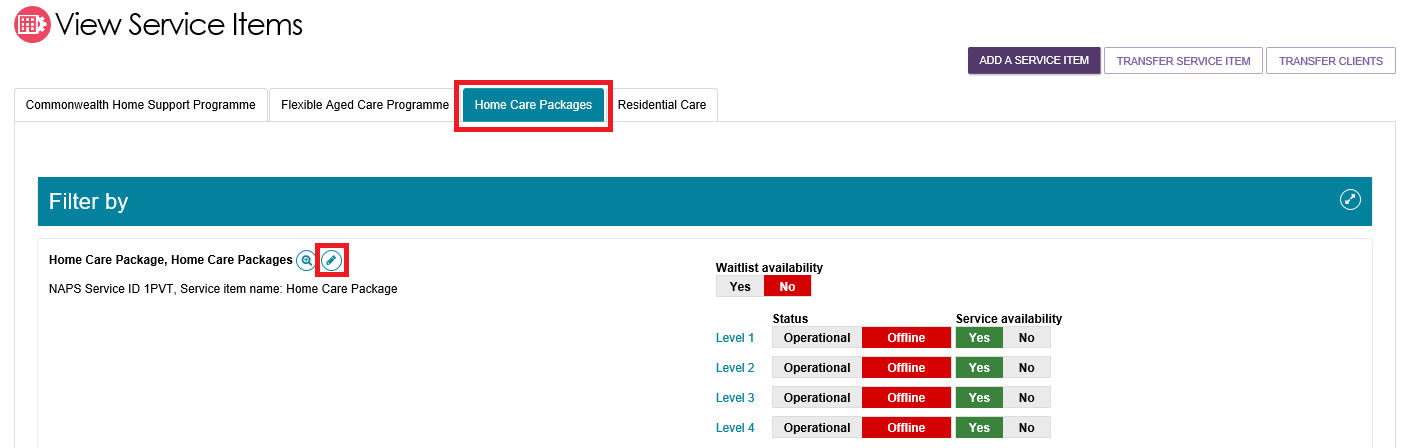 View Service Items
ADD A SERVICE ITEM TRANSFER SERVICE ITEM TRANSFER CLIENTS
Commonwealth Home Support Programme Flexible Aged Care Programme Home Care Packages Residential Care
Filter by
Home Care Package, Home Care Packages
NAPS Service ID 1PVT, Service item name: Home Care Package
Waitlist availability
Yes No
Status Service availability
Level 1 Operational Offline Yes No
Level 2 Operational Offline Yes No
Level 3 Operational Offline Yes No
Level 4 Operational Offline Yes No